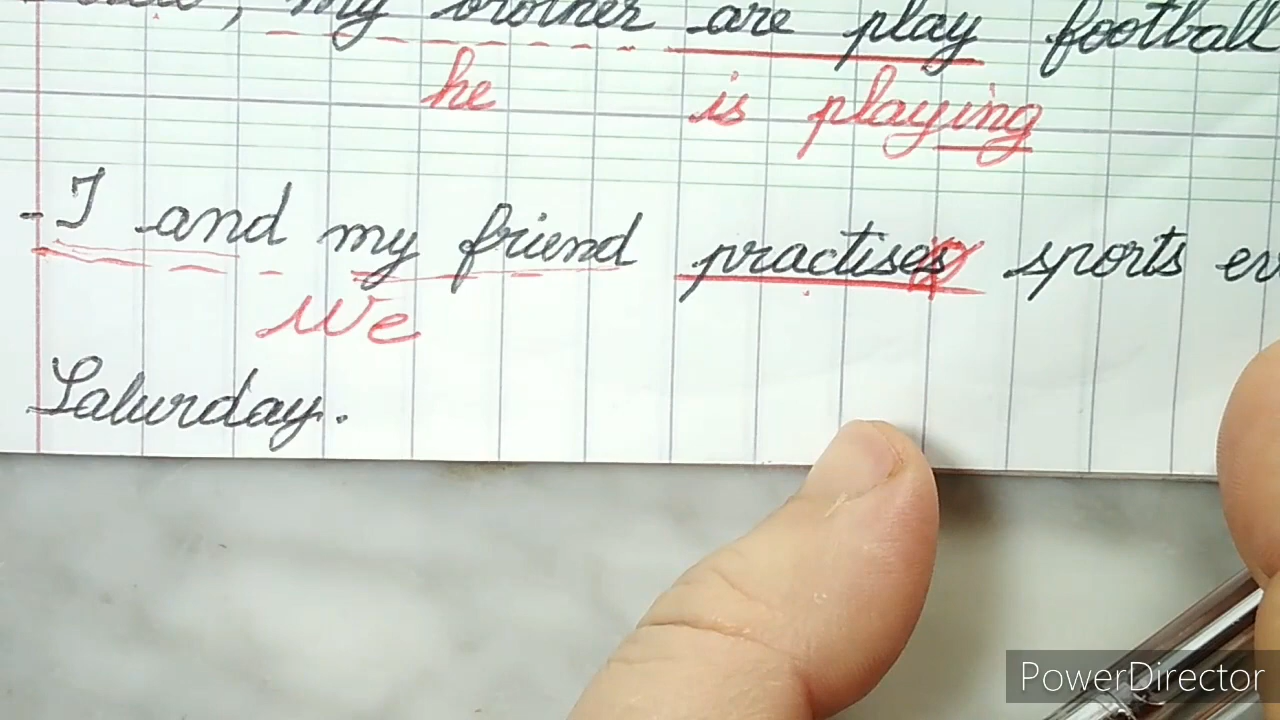 , my brother are play football
he is playing
- I and my friend practises sports ev
We
Saturday.
PowerDirector